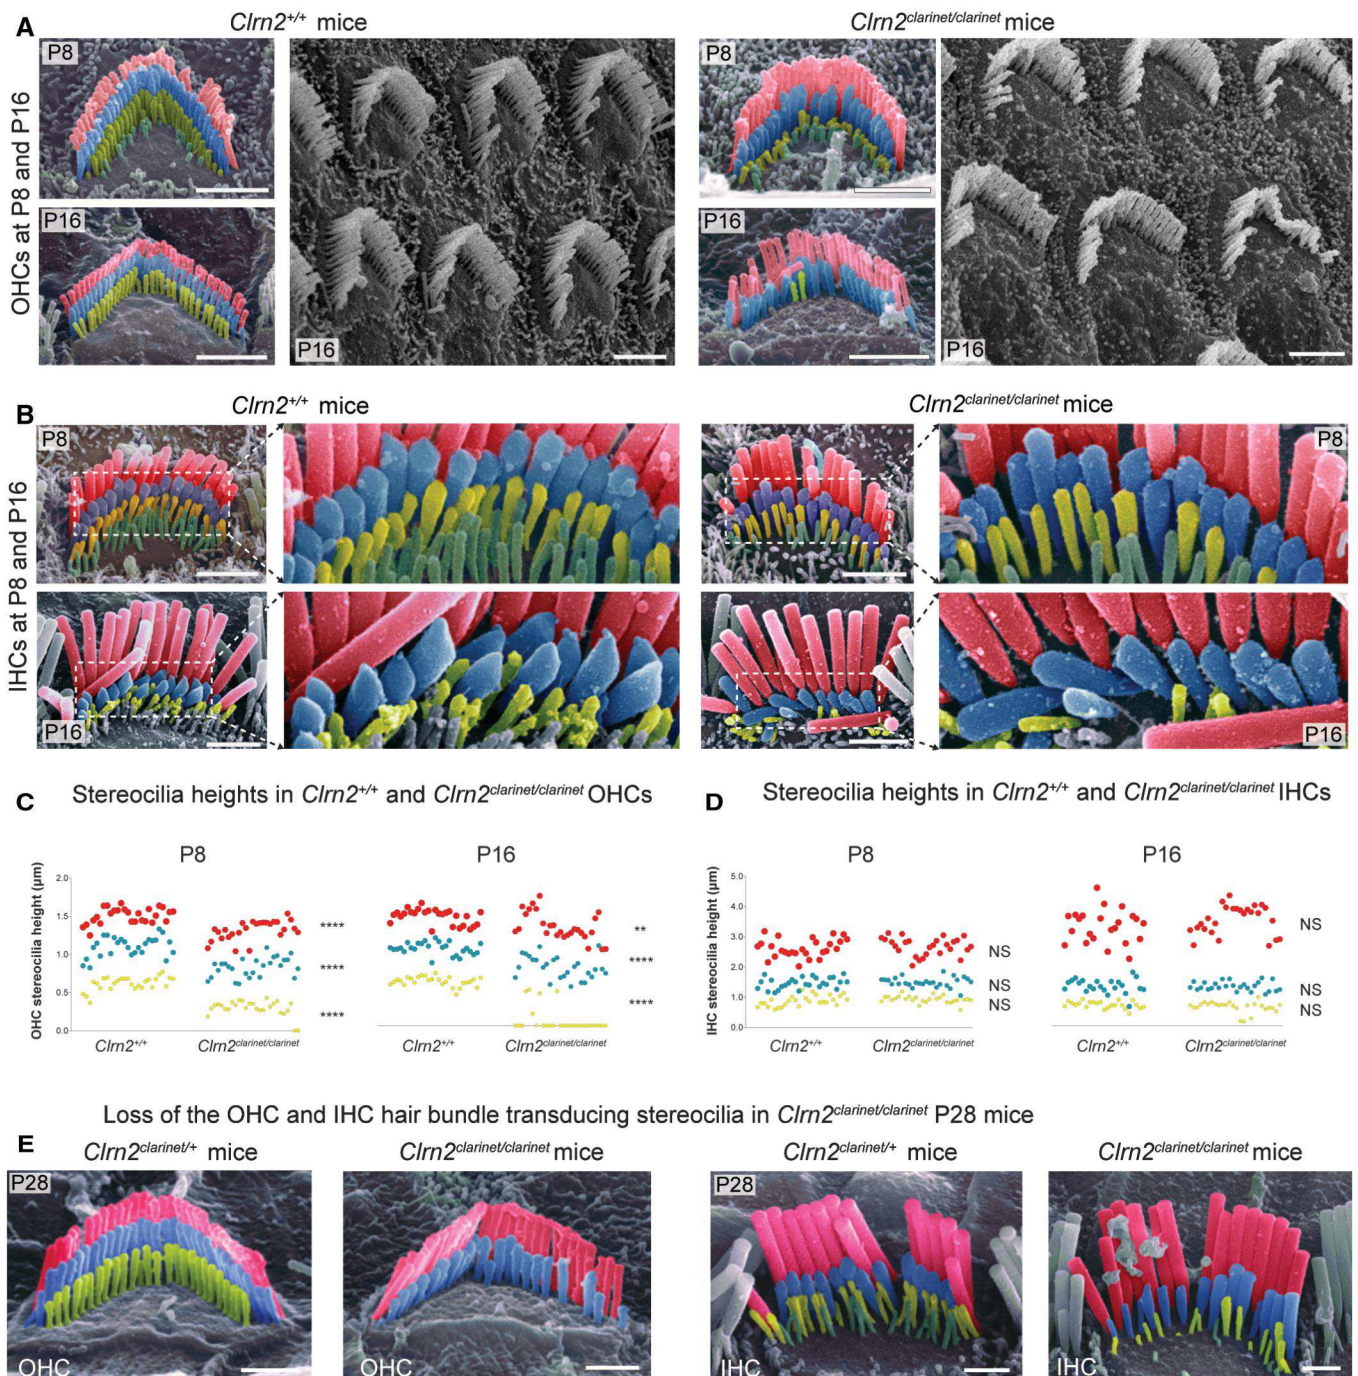 A
Clrn2+/+ mice
Clrn2clarinet/clarinet mice
OHCs at P8 and P16
P8
P16
P16
P8
P16
P16
B
Clrn2+/+ mice
Clrn2clarinet/clarinet mice
IHCs at P8 and P16
P8
P16
P8
P16
C
Stereocilia heights in Clrn2+/+ and Clrn2clarinet/clarinet OHCs
P8
P16
OHC stereocilia height (µm)
2.0
1.5
1.0
0.5
0.0
****
****
****
**
****
****
Clrn2+/+
Clrn2clarinet/clarinet
Clrn2+/+
Clrn2clarinet/clarinet
D
Stereocilia heights in Clrn2+/+ and Clrn2clarinet/clarinet IHCs
P8
P16
IHC stereocilia height (µm)
5.0
4.0
3.0
2.0
1.0
0.0
NS
NS
NS
NS
NS
NS
Clrn2+/+
Clrn2clarinet/clarinet
Clrn2+/+
Clrn2clarinet/clarinet
Loss of the OHC and IHC hair bundle transducing stereocilia in Clrn2clarinet/clarinet P28 mice
E
Clrn2clarinet/+ mice
Clrn2clarinet/clarinet mice
Clrn2clarinet/+ mice
Clrn2clarinet/clarinet mice
P28
OHC
OHC
P28
IHC
IHC